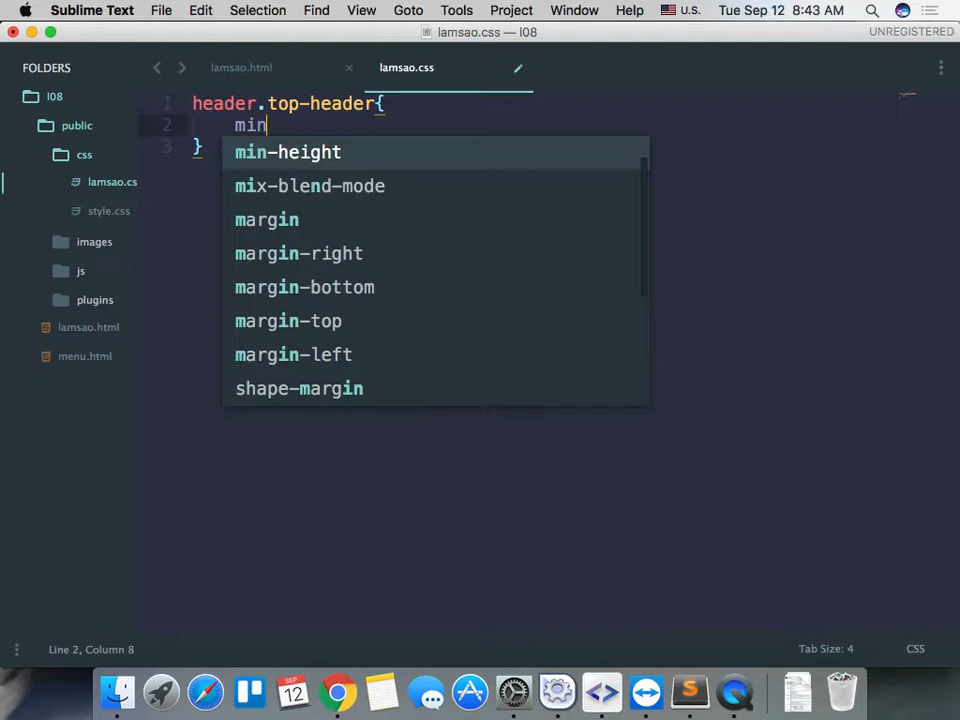 Sublime Text File Edit Selection Find View Goto Tools Project Window Help U.S. Tue Sep 12 8:43 AM
lamsao.css — l08 UNREGISTERED
FOLDERS lamsao.html × lamsao.css
l08
public
css
lamsao.cs
style.css
images
js
plugins
lamsao.html
menu.html
1 header.top-header{
2 min
3 }
min-height
mix-blend-mode
margin
margin-right
margin-bottom
margin-top
margin-left
shape-margin
Line 2, Column 8 Tab Size: 4 CSS
SEP
12